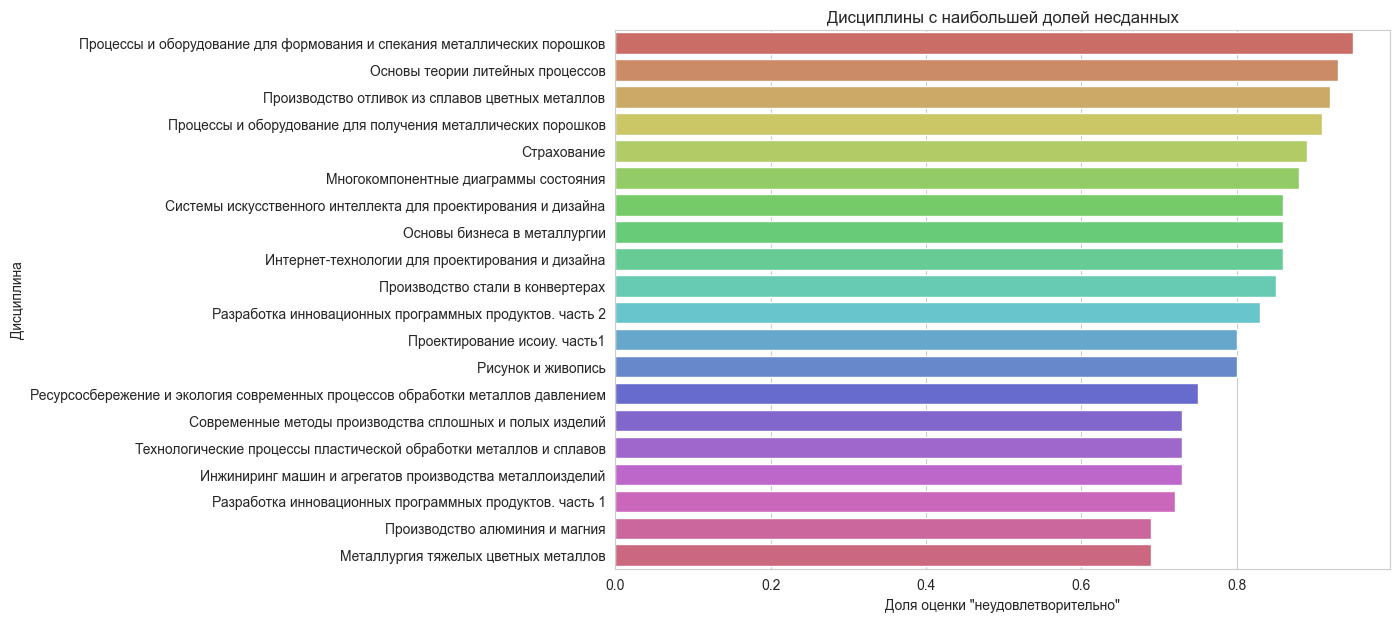 Дисциплины с наибольшей долей несданных
Дисциплина
Процессы и оборудование для формования и спекания металлических порошков
Основы теории литейных процессов
Производство отливок из сплавов цветных металлов
Процессы и оборудование для получения металлических порошков
Страхование
Многокомпонентные диаграммы состояния
Системы искусственного интеллекта для проектирования и дизайна
Основы бизнеса в металлургии
Интернет-технологии для проектирования и дизайна
Производство стали в конвертерах
Разработка инновационных программных продуктов. часть 2
Проектирование исоиу. часть1
Рисунок и живопись
Ресурсосбережение и экология современных процессов обработки металлов давлением
Современные методы производства сплошных и полых изделий
Технологические процессы пластической обработки металлов и сплавов
Инжиниринг машин и агрегатов производства металлоизделий
Разработка инновационных программных продуктов. часть 1
Производство алюминия и магния
Металлургия тяжелых цветных металлов
0.0 0.2 0.4 0.6 0.8
Доля оценки "неудовлетворительно"